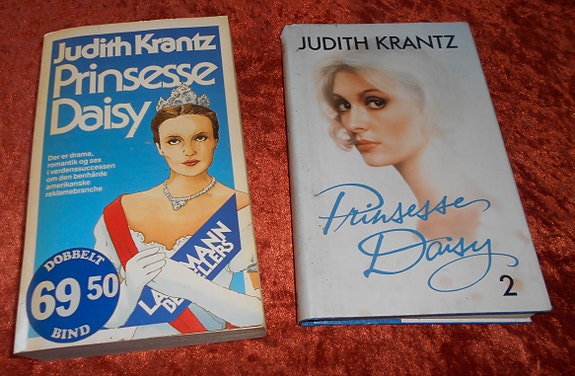 Judith Krantz
Prinsesse
Daisy
Der er drama,
romantik og sex
i verdenssuccessen
om den benhårde
amerikanske
reklamebranche
DOBBELT
69 50
BIND
JUDITH KRANTZ
Prinsesse
Daisy
2